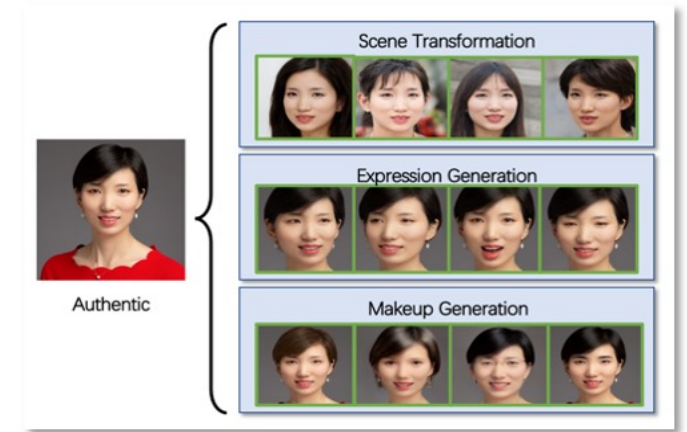 Scene Transformation
Expression Generation
Authentic
Makeup Generation